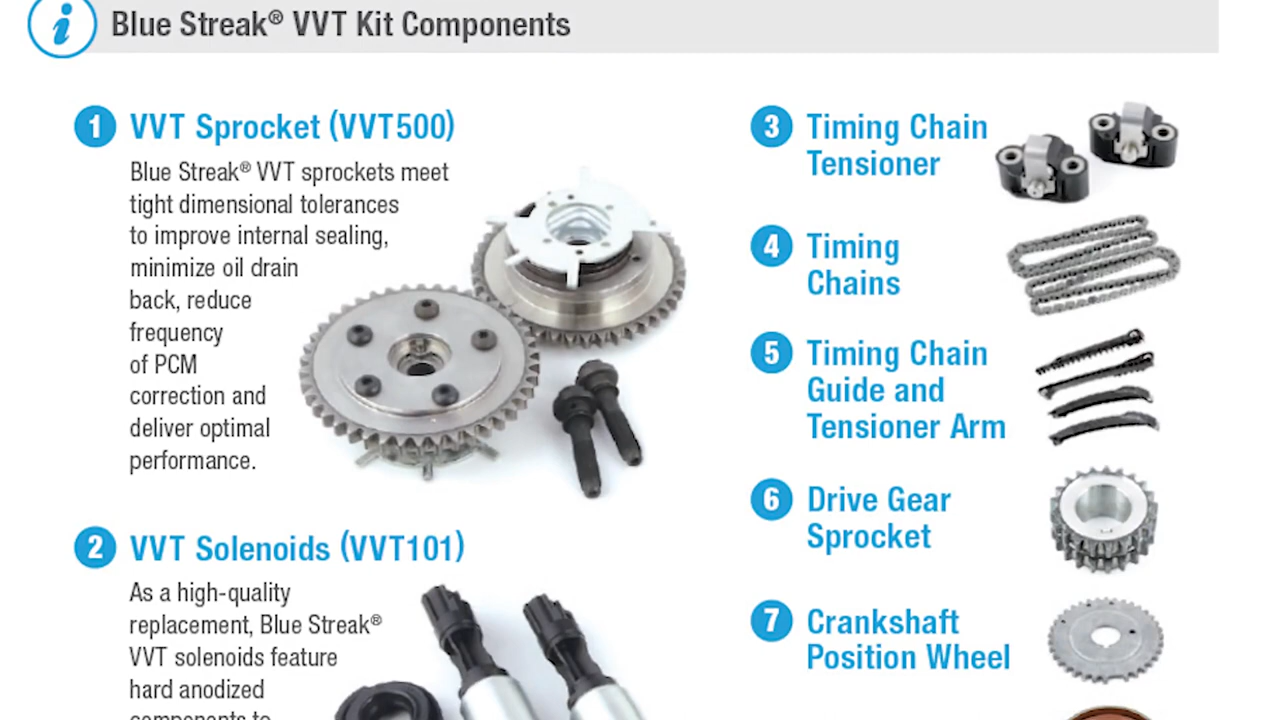 Blue Streak® VVT Kit Components
1 VVT Sprocket (VVT500)
Blue Streak® VVT sprockets meet
tight dimensional tolerances
to improve internal sealing,
minimize oil drain
back, reduce
frequency
of PCM
correction and
deliver optimal
performance.
2 VVT Solenoids (VVT101)
As a high-quality
replacement, Blue Streak®
VVT solenoids feature
hard anodized
components to
3 Timing Chain
Tensioner
4 Timing
Chains
5 Timing Chain
Guide and
Tensioner Arm
6 Drive Gear
Sprocket
7 Crankshaft
Position Wheel